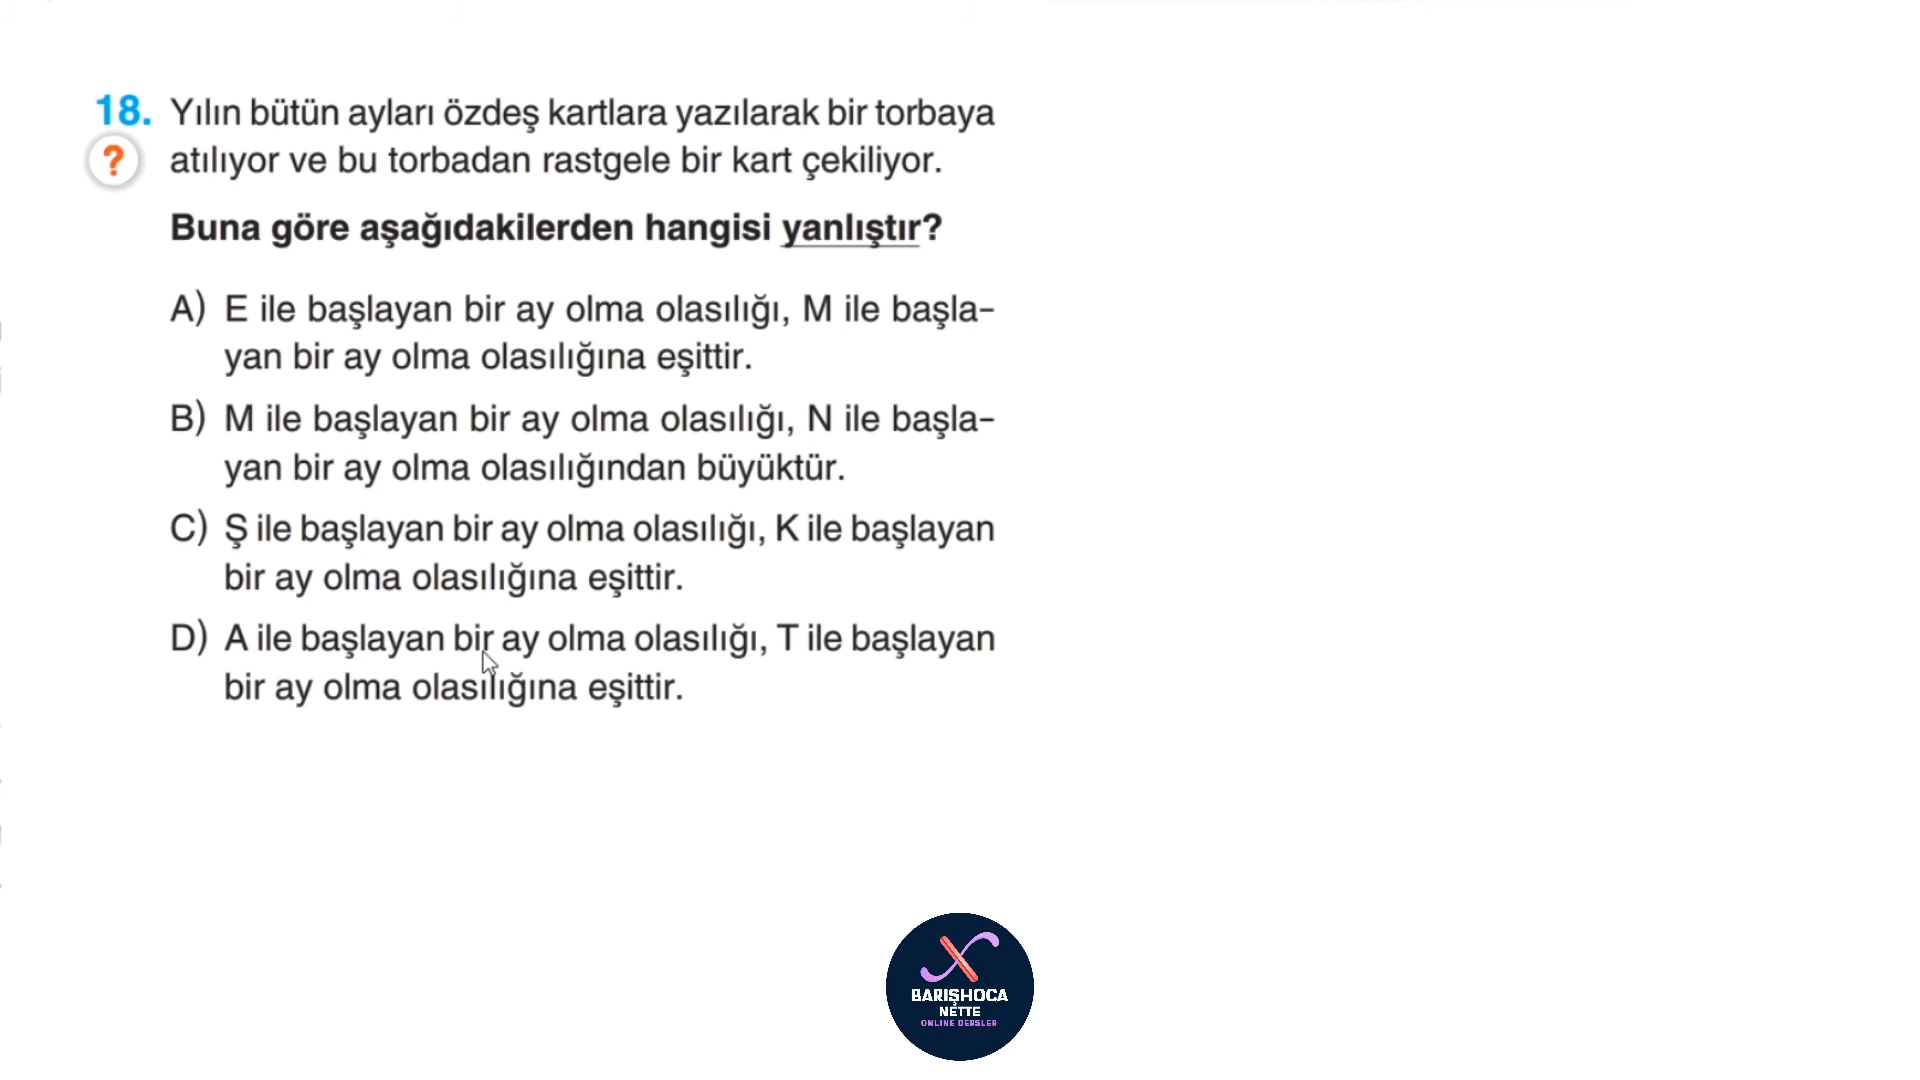 18. Yılın bütün ayları özdeş kartlara yazılarak bir torbaya
? atılıyor ve bu torbadan rastgele bir kart çekiliyor.
Buna göre aşağıdakilerden hangisi yanlıştır?
A) E ile başlayan bir ay olma olasılığı, M ile başla-
yan bir ay olma olasılığına eşittir.
B) M ile başlayan bir ay olma olasılığı, N ile başla-
yan bir ay olma olasılığından büyüktür.
C) Ş ile başlayan bir ay olma olasılığı, K ile başlayan
bir ay olma olasılığına eşittir.
D) A ile başlayan bir ay olma olasılığı, T ile başlayan
bir ay olma olasılığına eşittir.
BARIŞHOCA
NETTE
ONLINE DERSLER